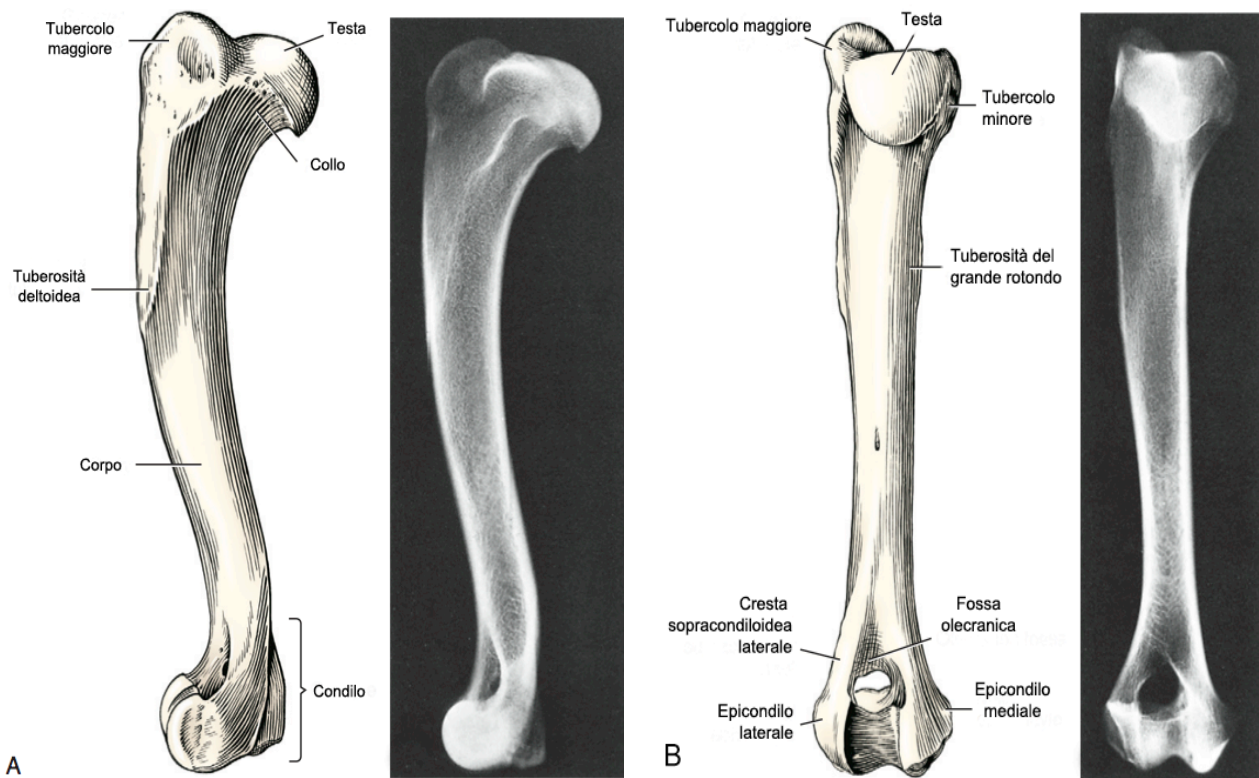 Tubercolo
maggiore
Testa
Collo
Tuberosità
deltoidea
Corpo
Condilo
A
Tubercolo maggiore
Testa
Tubercolo
minore
Tuberosità del
grande rotondo
Cresta
sopracondiloidea
laterale
Fossa
olecranica
Epicondilo
laterale
Epicondilo
mediale
B